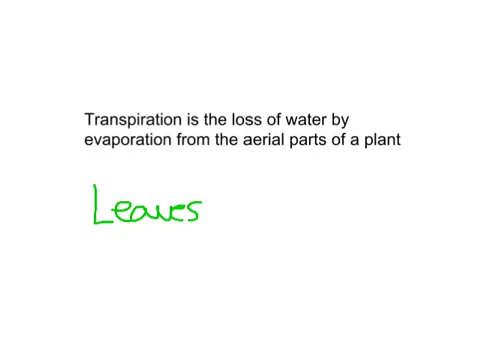 Transpiration is the loss of water by
evaporation from the aerial parts of a plant
Leaves